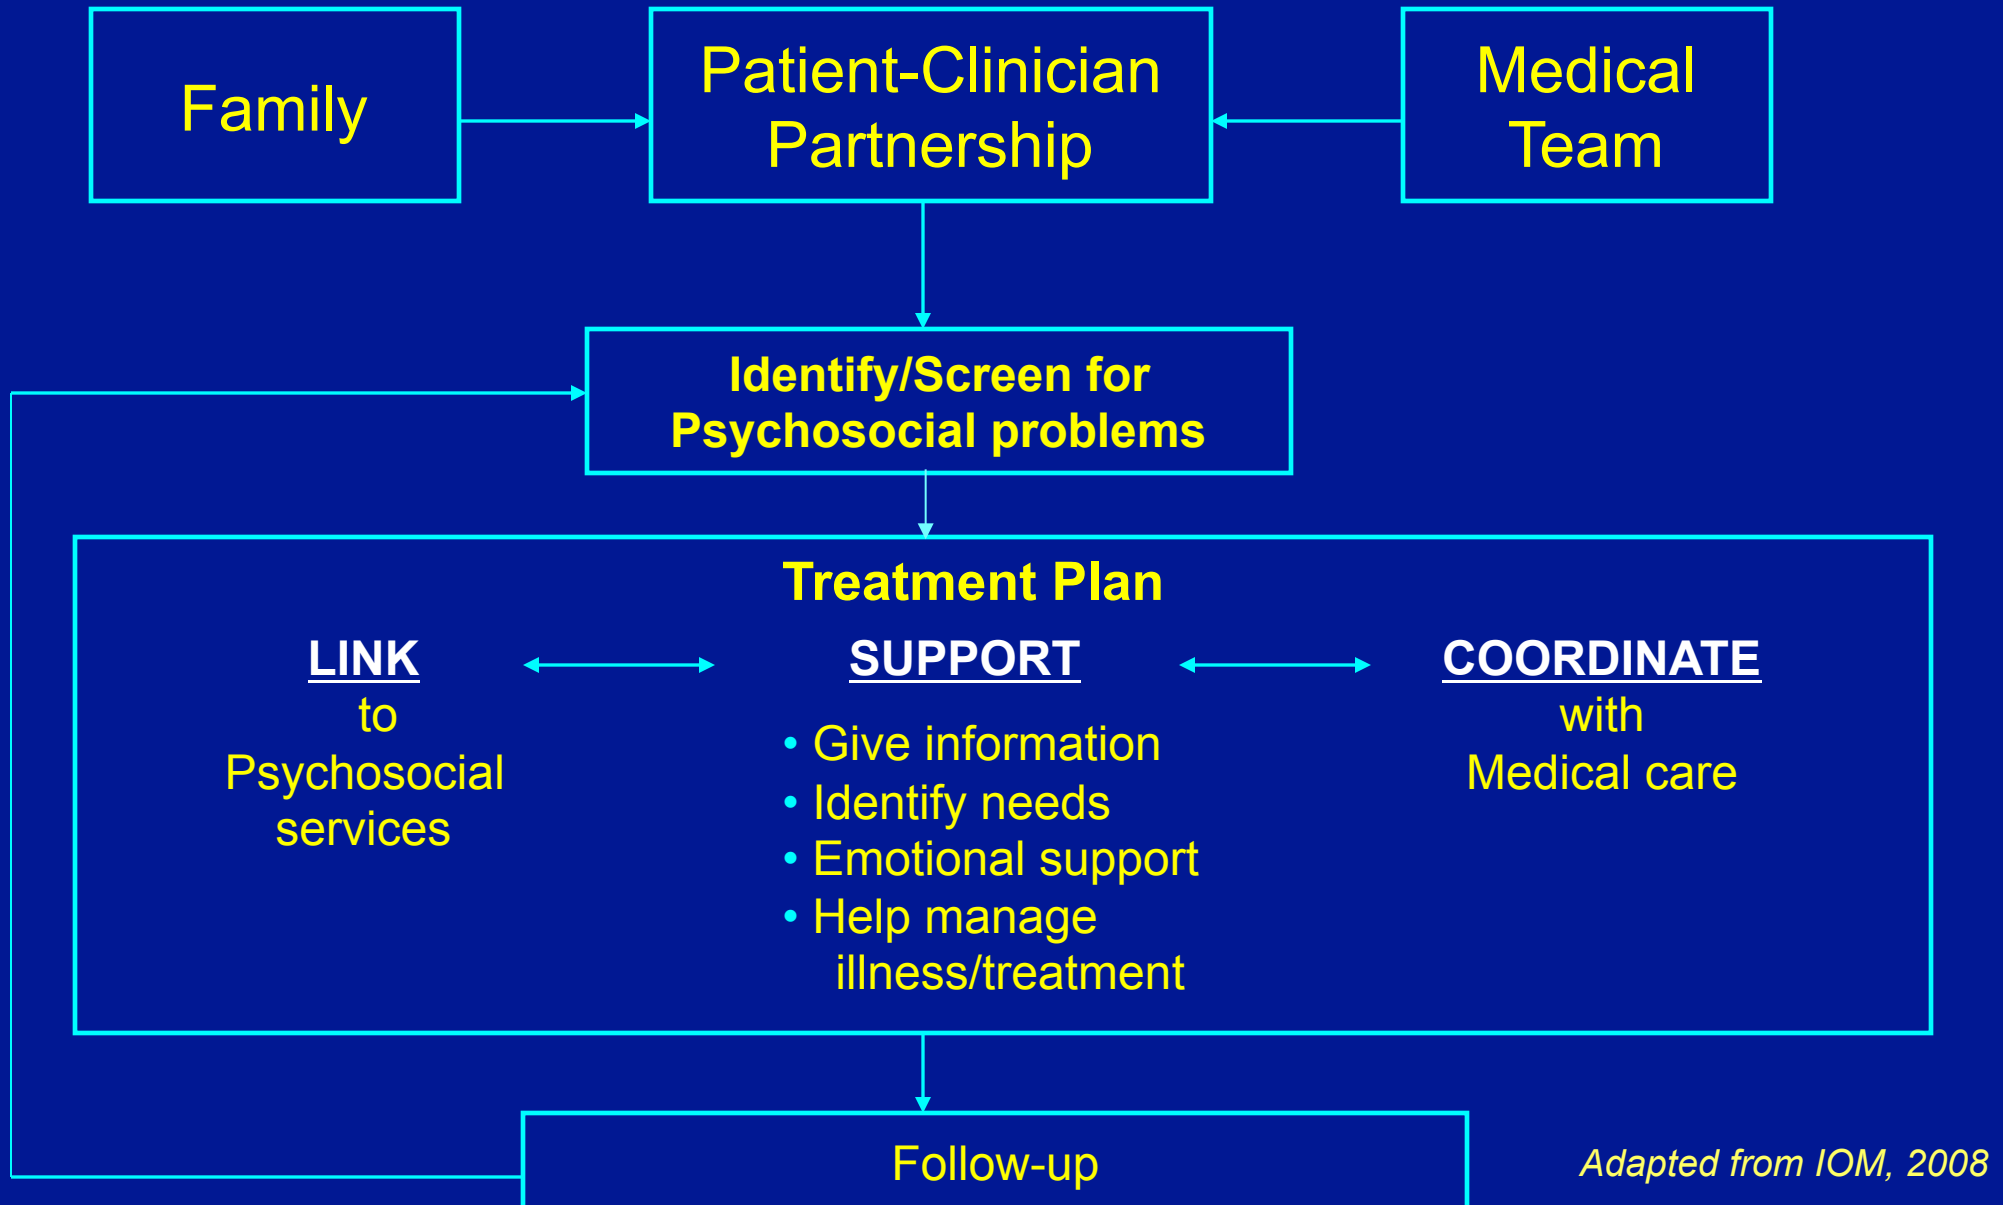 Family
Patient-Clinician
Partnership
Medical
Team
Identify/Screen for
Psychosocial problems
Treatment Plan
LINK
to
Psychosocial
services
SUPPORT
• Give information
• Identify needs
• Emotional support
• Help manage
illness/treatment
COORDINATE
with
Medical care
Follow-up
Adapted from IOM, 2008